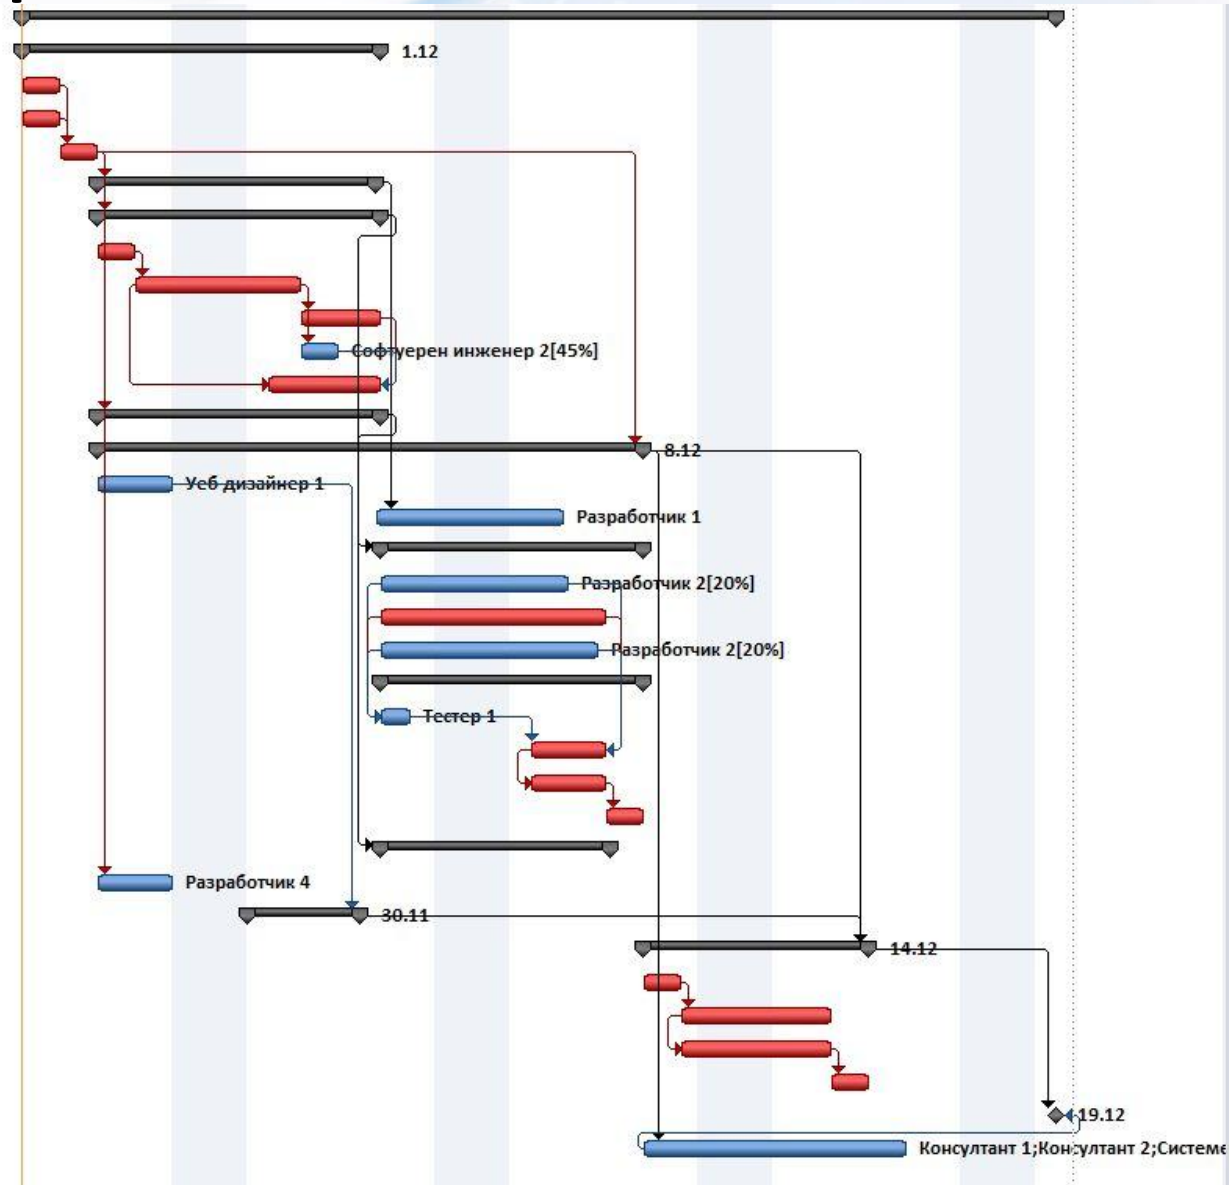 1.12
Софтуерен инженер 2[45%]
8.12
Уеб дизайнер 1
Разработчик 1
Разработчик 2[20%]
Разработчик 2[20%]
Тестер 1
Разработчик 4
30.11
14.12
19.12
Консултант 1;Консултант 2;Системе